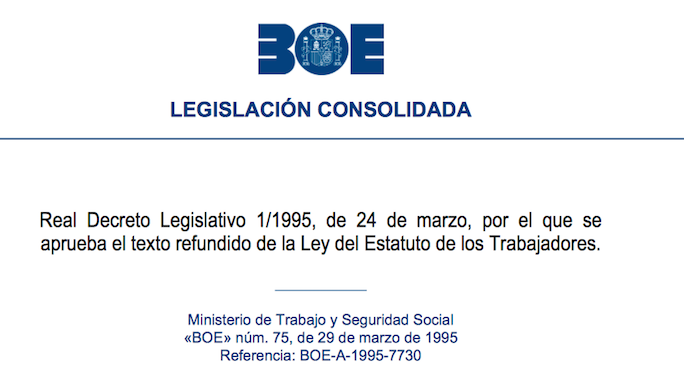 BOE
LEGISLACIÓN CONSOLIDADA
Real Decreto Legislativo 1/1995, de 24 de marzo, por el que se
aprueba el texto refundido de la Ley del Estatuto de los Trabajadores.
Ministerio de Trabajo y Seguridad Social
«BOE» núm. 75, de 29 de marzo de 1995
Referencia: BOE-A-1995-7730